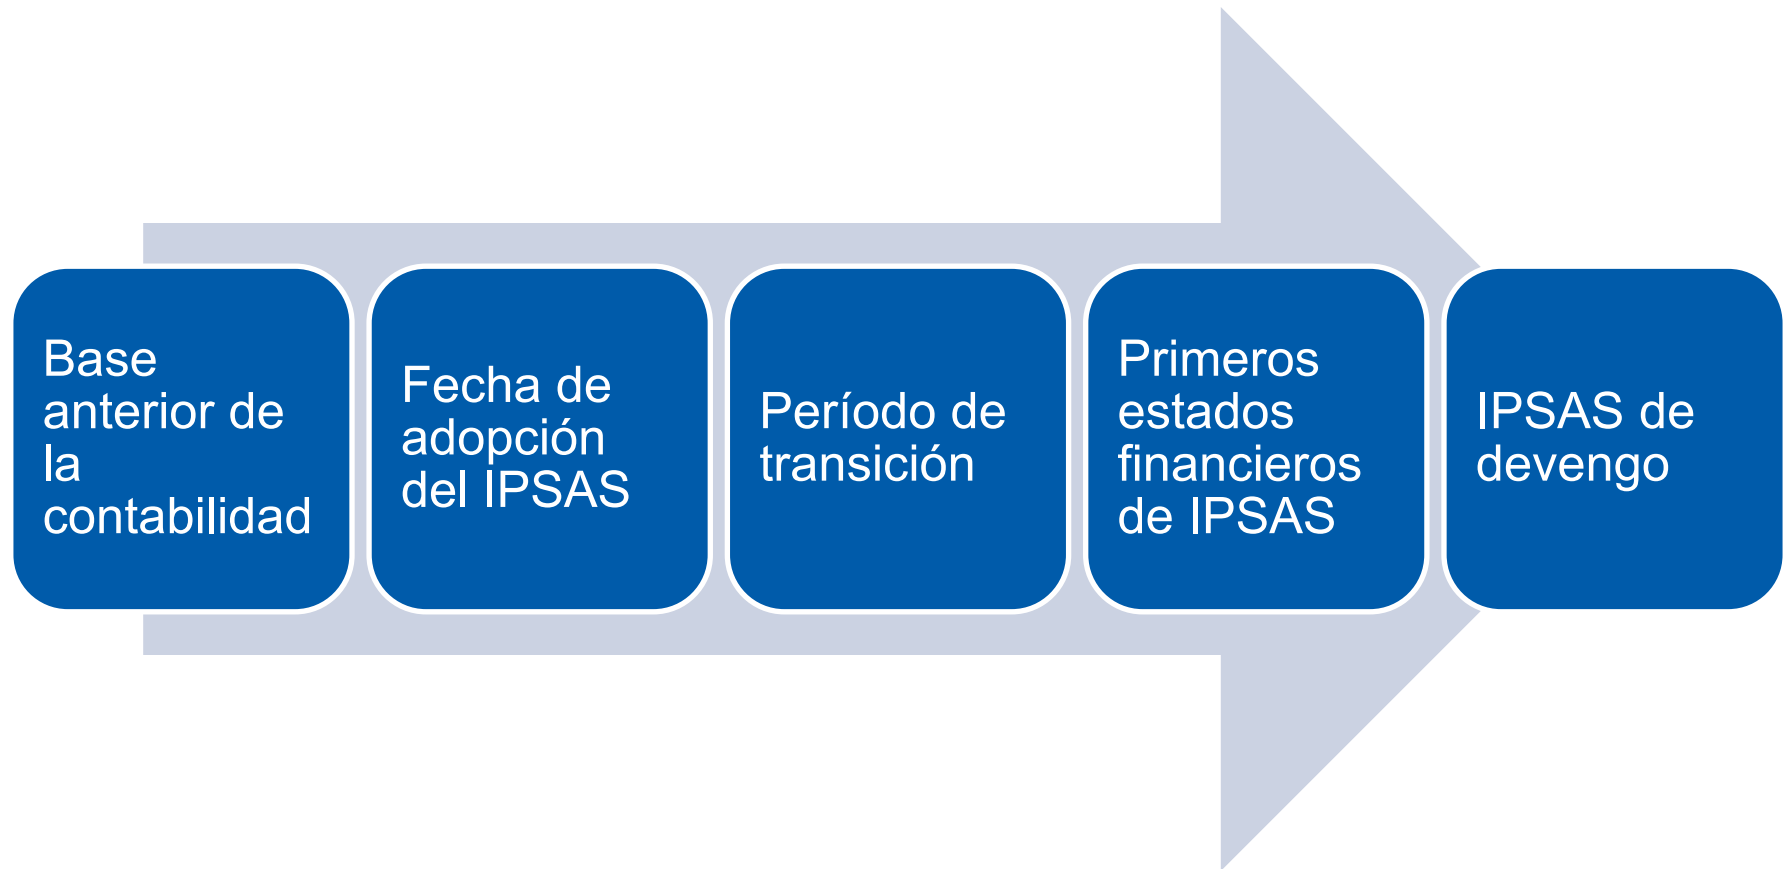 Base
anterior de
la
contabilidad
Fecha de
adopción
del IPSAS
Período de
transición
Primeros
estados
financieros
de IPSAS
IPSAS de
devengo